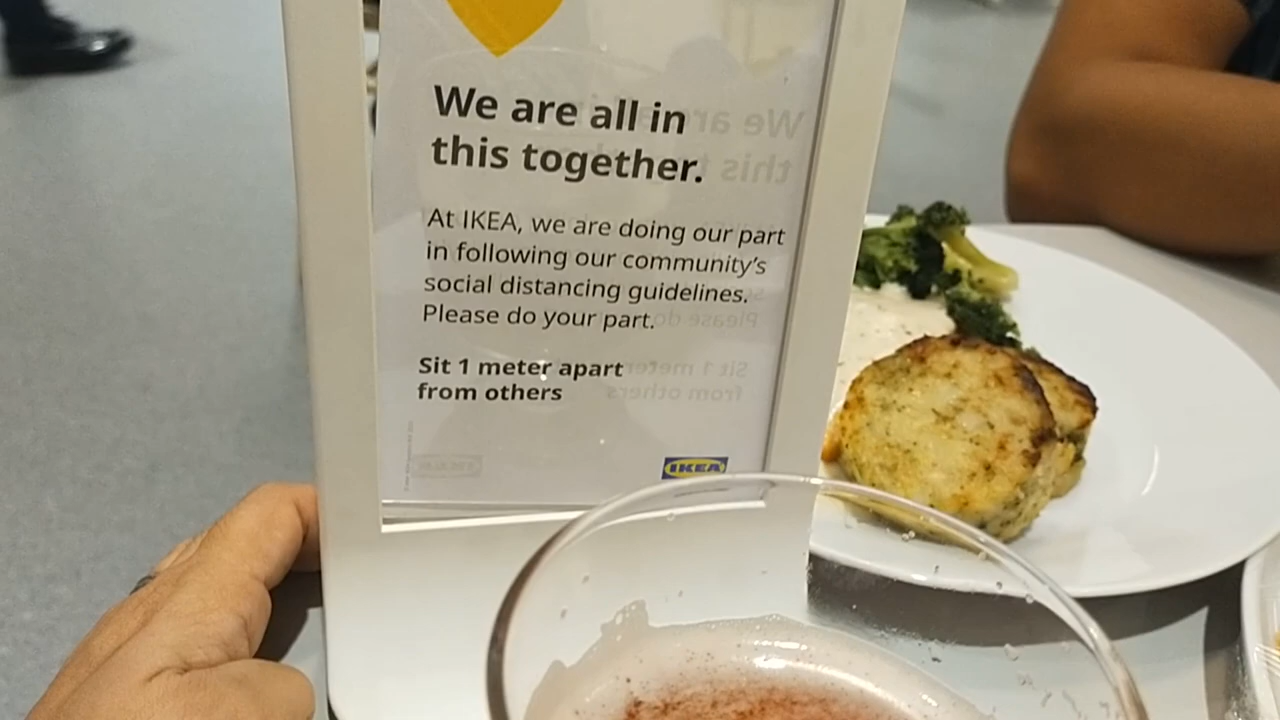 We are all in
this together.
At IKEA, we are doing our part
in following our community's
social distancing guidelines.
Please do your part.
Sit 1 meter apart
from others
IKEA